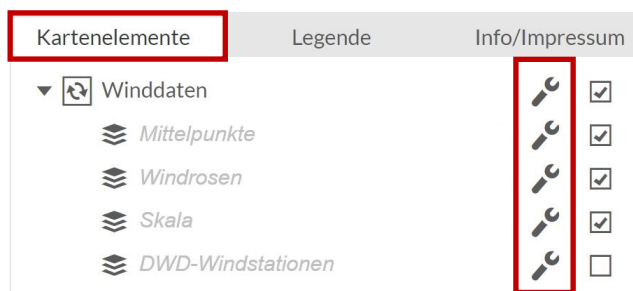 Kartenelemente Legende Info/Impressum
Winddaten
Mittelpunkte
Windrosen
Skala
DWD-Windstationen